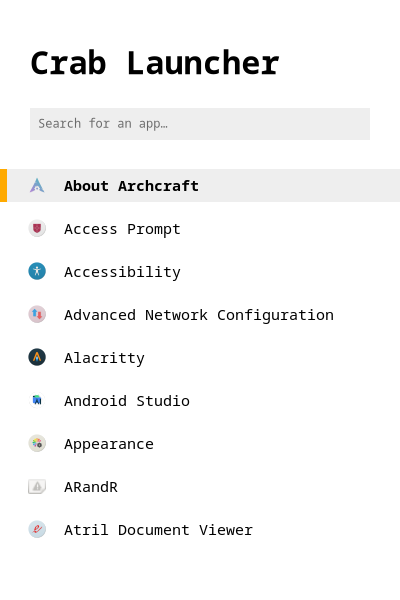 Crab Launcher
Search for an app…
About Archcraft
Access Prompt
Accessibility
Advanced Network Configuration
Alacritty
Android Studio
Appearance
ARandR
Atril Document Viewer